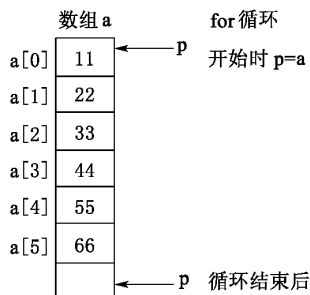 数组a for循环
a[0] 11 p 开始时p=a
a[1] 22
a[2] 33
a[3] 44
a[4] 55
a[5] 66
p 循环结束后